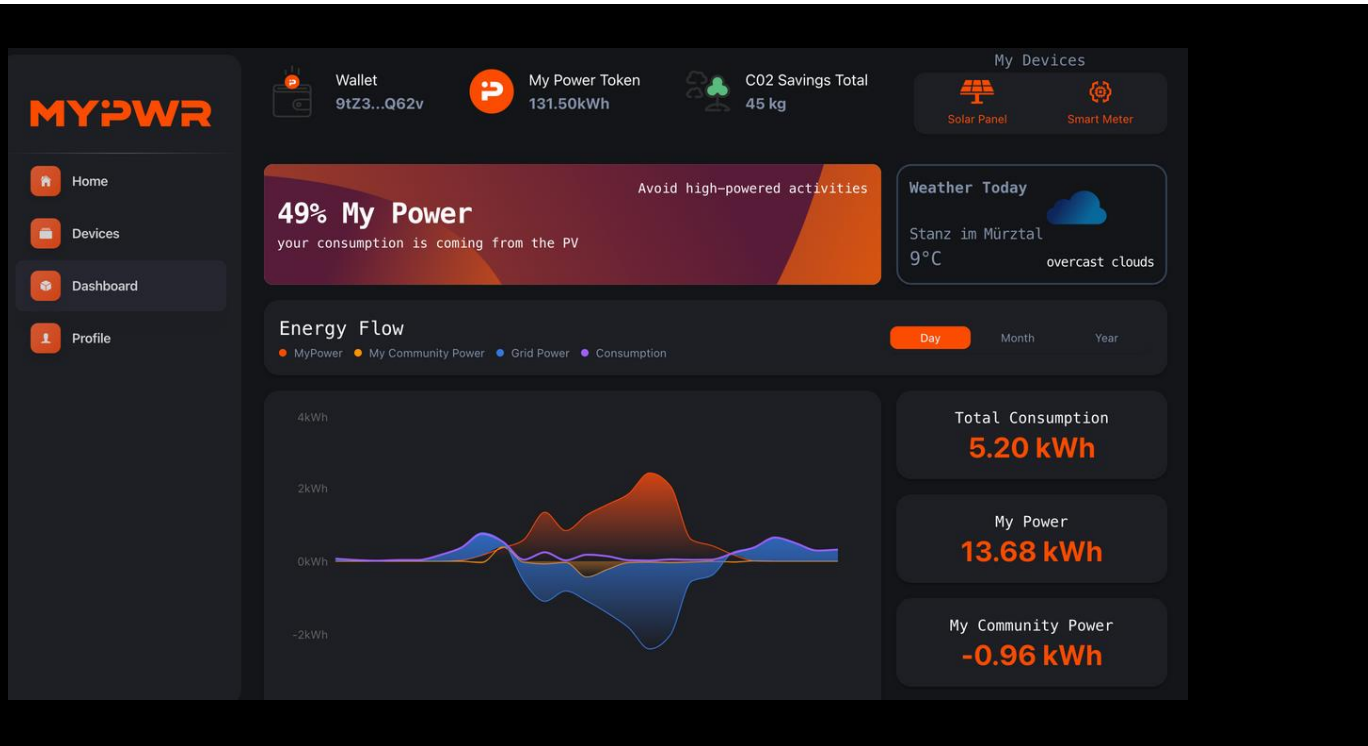 MYPWR
Home
Devices
Dashboard
Profile
Wallet
9tZ3...Q62v
My Power Token
131.50kWh
C02 Savings Total
45 kg
My Devices
Solar Panel
Smart Meter
49% My Power
your consumption is coming from the PV
Avoid high-powered activities
Weather Today
Stanz im Mürztal
9°C
overcast clouds
Energy Flow
MyPower
My Community Power
Grid Power
Consumption
Day
Month
Year
4kWh
2kWh
0kWh
-2kWh
Total Consumption
5.20 kWh
My Power
13.68 kWh
My Community Power
-0.96 kWh